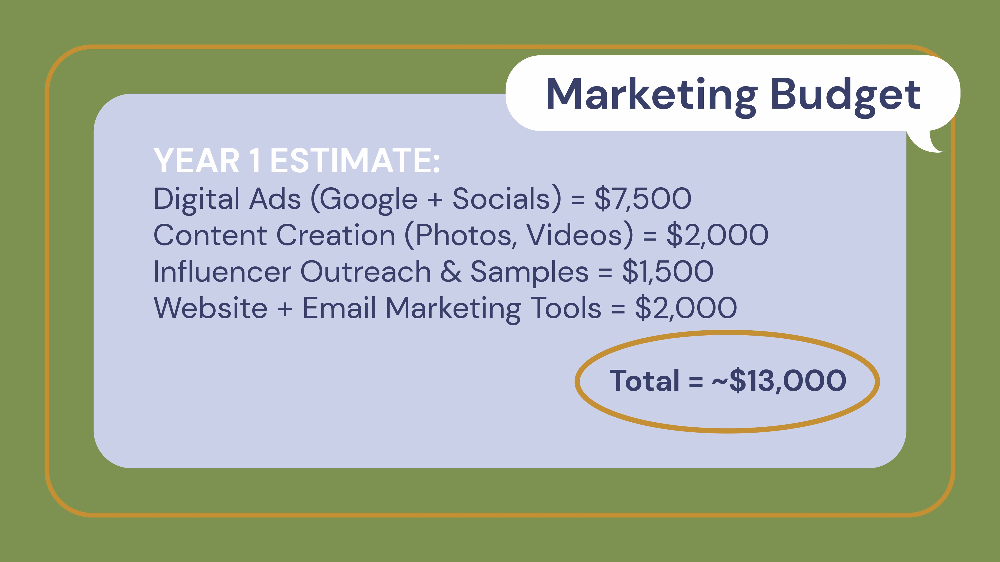 Marketing Budget
YEAR 1 ESTIMATE:
Digital Ads (Google + Socials) = $7,500
Content Creation (Photos, Videos) = $2,000
Influencer Outreach & Samples = $1,500
Website + Email Marketing Tools = $2,000
Total = ~$13,000